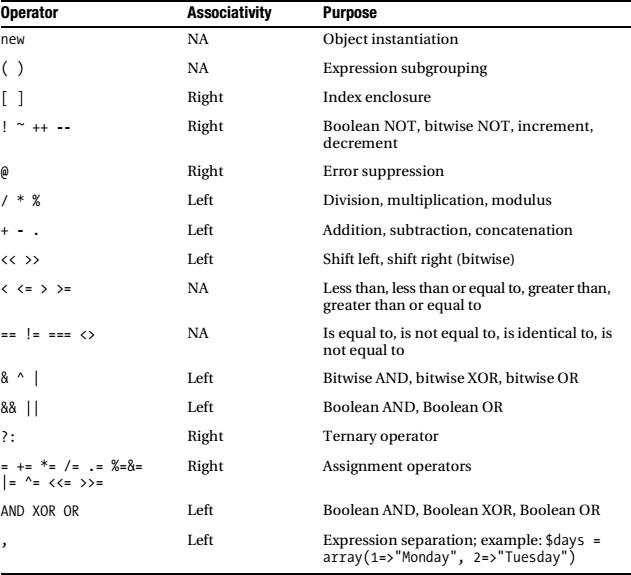 Operator Associativity Purpose
new NA Object instantiation
( ) NA Expression subgrouping
[ ] Right Index enclosure
! ~ ++ -- Right Boolean NOT, bitwise NOT, increment,
decrement
@ Right Error suppression
/ * % Left Division, multiplication, modulus
+ - . Left Addition, subtraction, concatenation
<< >> Left Shift left, shift right (bitwise)
< <= > >= NA Less than, less than or equal to, greater than,
greater than or equal to
== != === <> NA Is equal to, is not equal to, is identical to, is
not equal to
& ^ | Left Bitwise AND, bitwise XOR, bitwise OR
&& || Left Boolean AND, Boolean OR
?: Right Ternary operator
= += *= /= .= %=&= Right Assignment operators
|= ^= <<= >>=
AND XOR OR Left Boolean AND, Boolean XOR, Boolean OR
, Left Expression separation; example: $days =
array(1=>"Monday", 2=>"Tuesday")